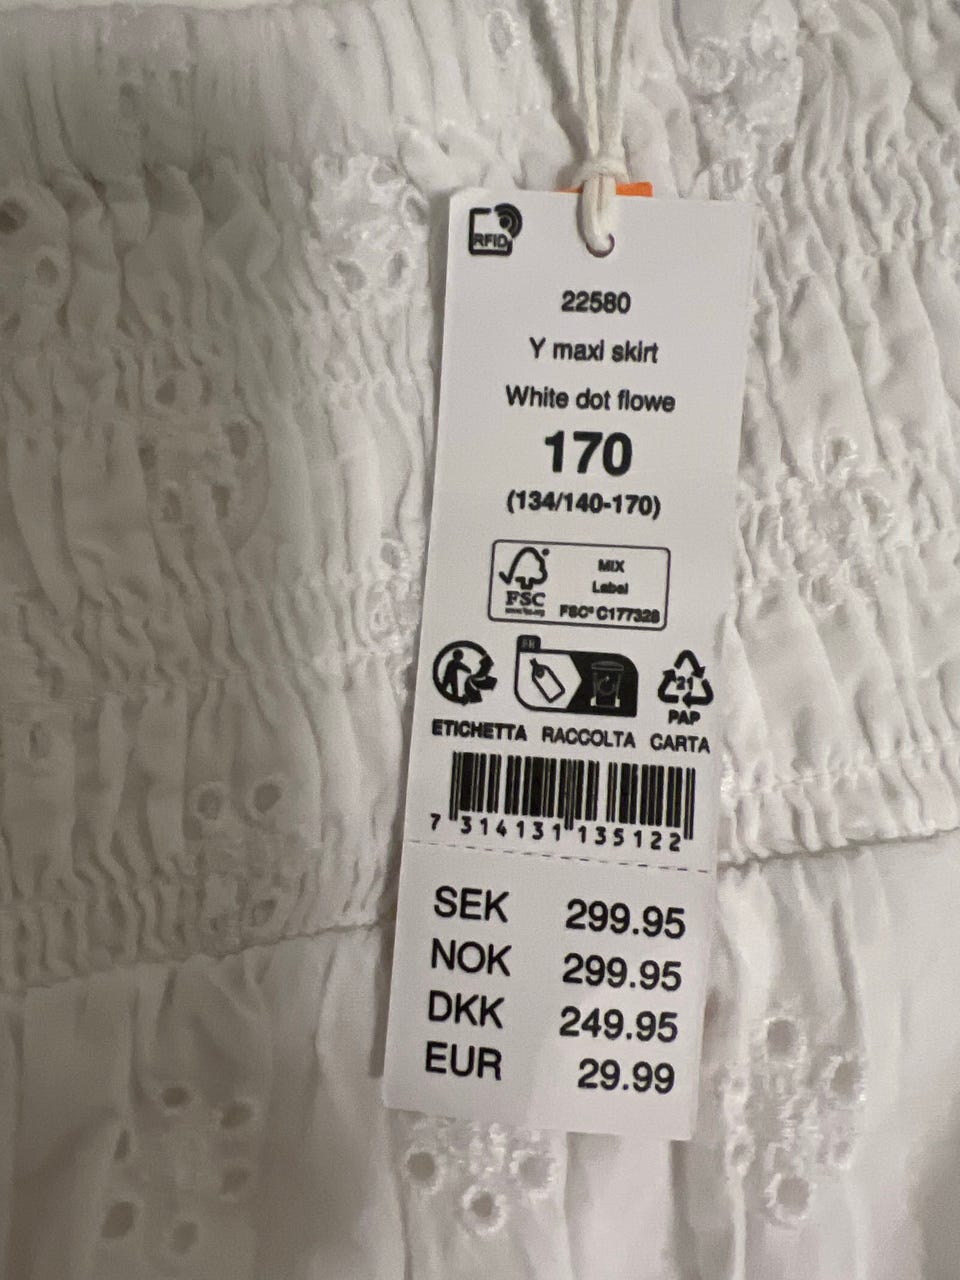 RFID
22580
Y maxi skirt
White dot flowe
170
(134/140-170)
MIX
Label
FSC
FSC® C177328
FR
21
PAP
ETICHETTA RACCOLTA CARTA
7 314131 135122
SEK 299.95
NOK 299.95
DKK 249.95
EUR 29.99